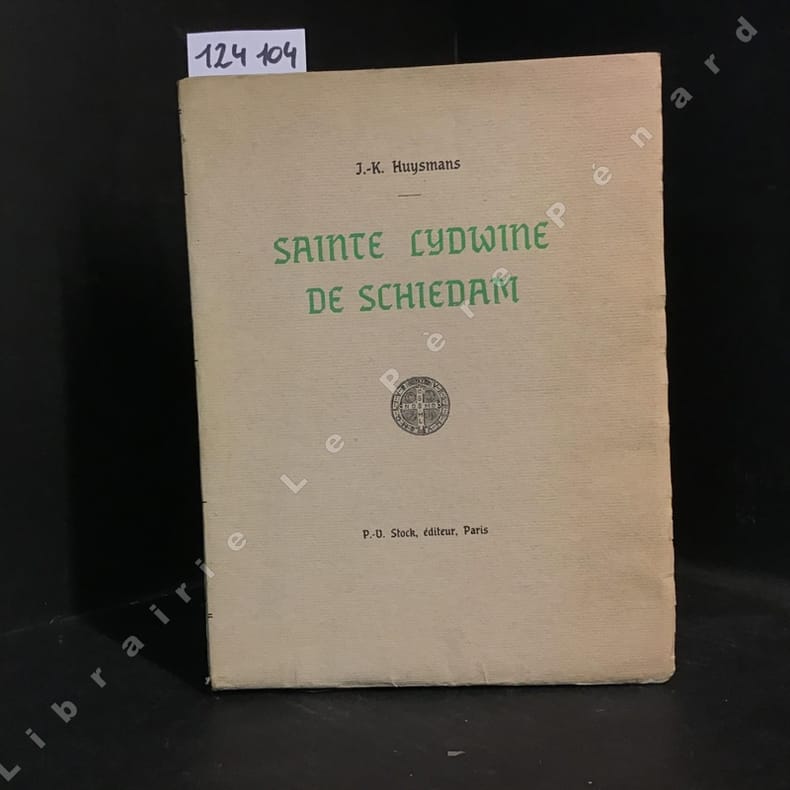 124 104
J.-K. Huysmans
SAINTE LYDWINE
DE SCHIEDAM
P.-V. Stock, éditeur, Paris
Librairie Le Père Pénard